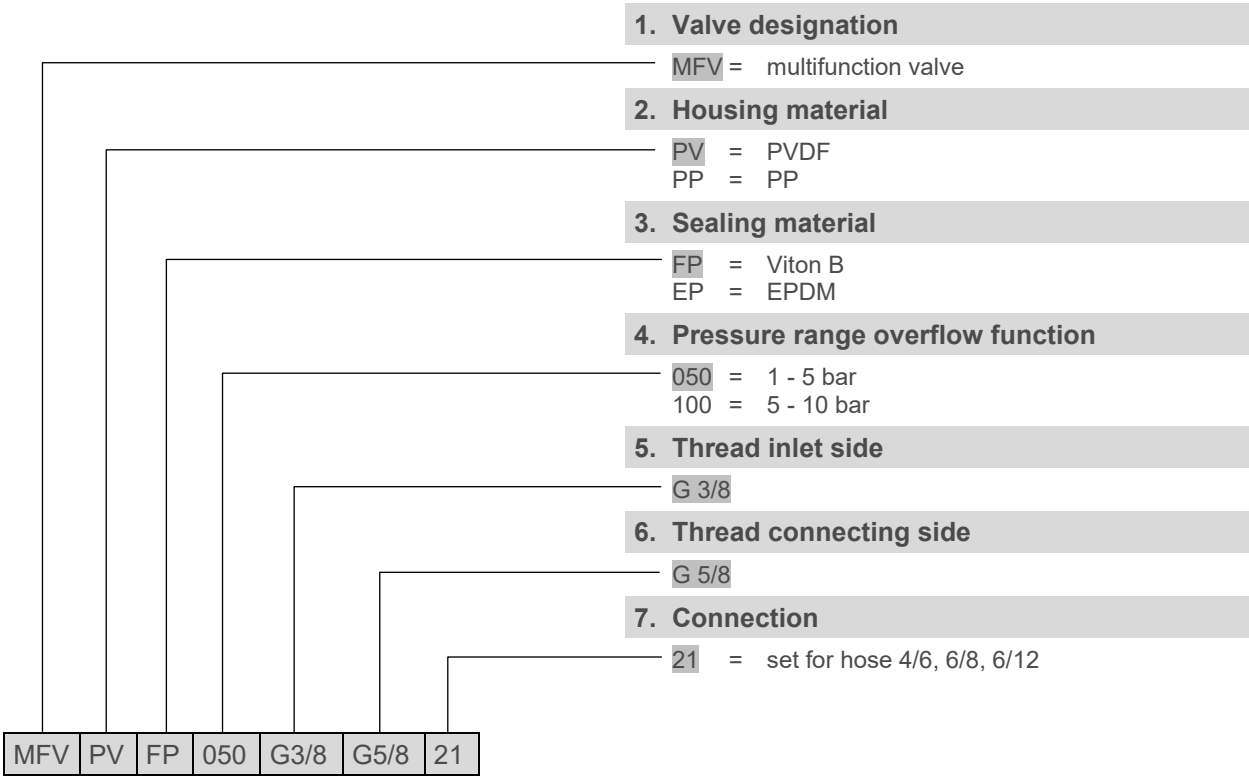 1. Valve designation
MFV = multifunction valve
2. Housing material
PV = PVDF
PP = PP
3. Sealing material
FP = Viton B
EP = EPDM
4. Pressure range overflow function
050 = 1 - 5 bar
100 = 5 - 10 bar
5. Thread inlet side
G 3/8
6. Thread connecting side
G 5/8
7. Connection
21 = set for hose 4/6, 6/8, 6/12
MFV PV FP 050 G3/8 G5/8 21